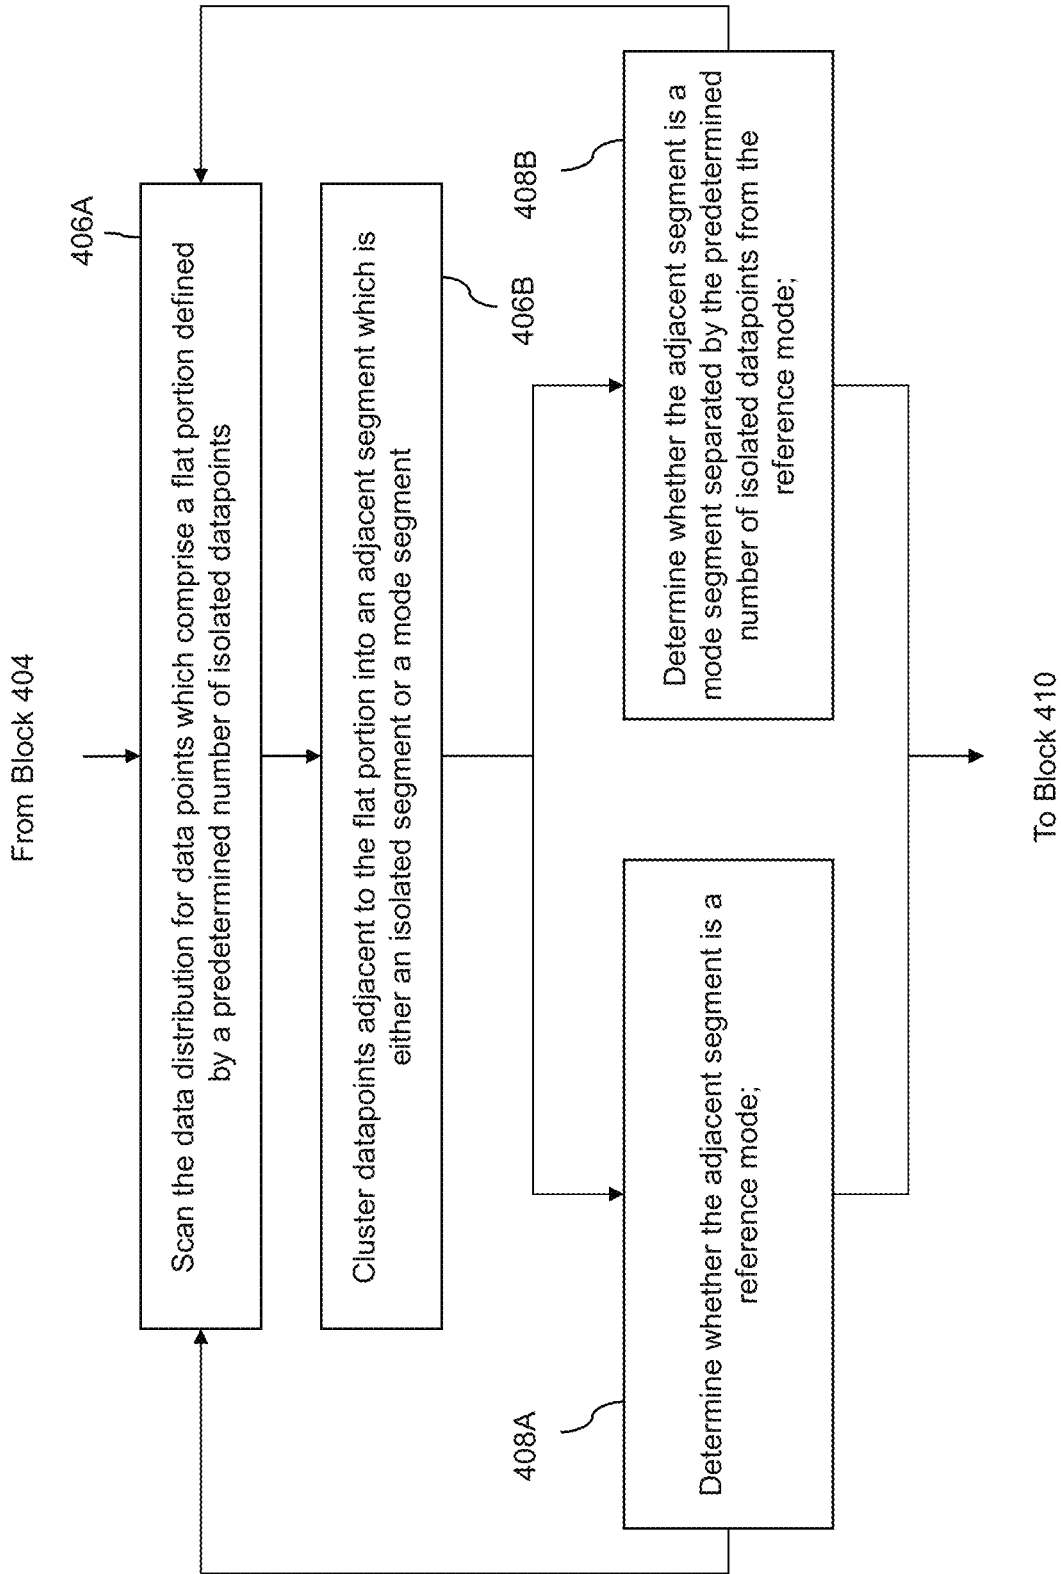 From Block 404
406A
Scan the data distribution for data points which comprise a flat portion defined
by a predetermined number of isolated datapoints
Cluster datapoints adjacent to the flat portion into an adjacent segment which is
either an isolated segment or a mode segment
406B
408A
Determine whether the adjacent segment is a
reference mode;
408B
Determine whether the adjacent segment is a
mode segment separated by the predetermined
number of isolated datapoints from the
reference mode;
To Block 410